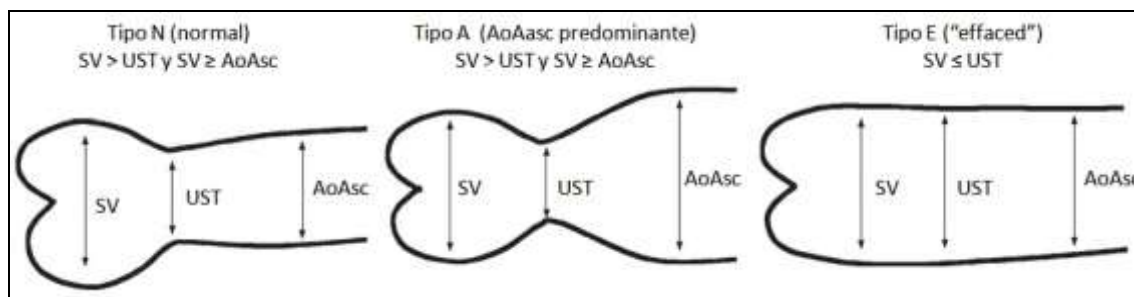 Tipo N (normal)
SV > UST y SV ≥ AoAsc
SV
UST
AoAsc
Tipo A (AoAasc predominante)
SV > UST y SV ≥ AoAsc
SV
UST
AoAsc
Tipo E ("effaced")
SV ≤ UST
SV
UST
AoAsc